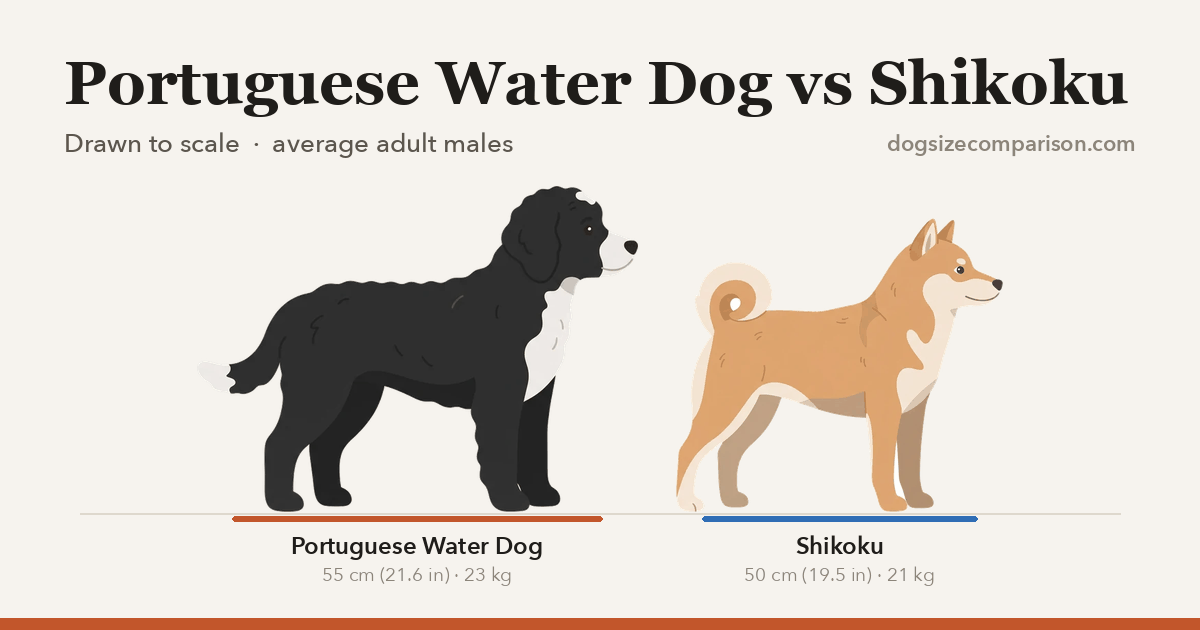 Portuguese Water Dog vs Shikoku
Drawn to scale · average adult males
dogsizecomparison.com
Portuguese Water Dog
55 cm (21.6 in) · 23 kg
Shikoku
50 cm (19.5 in) · 21 kg